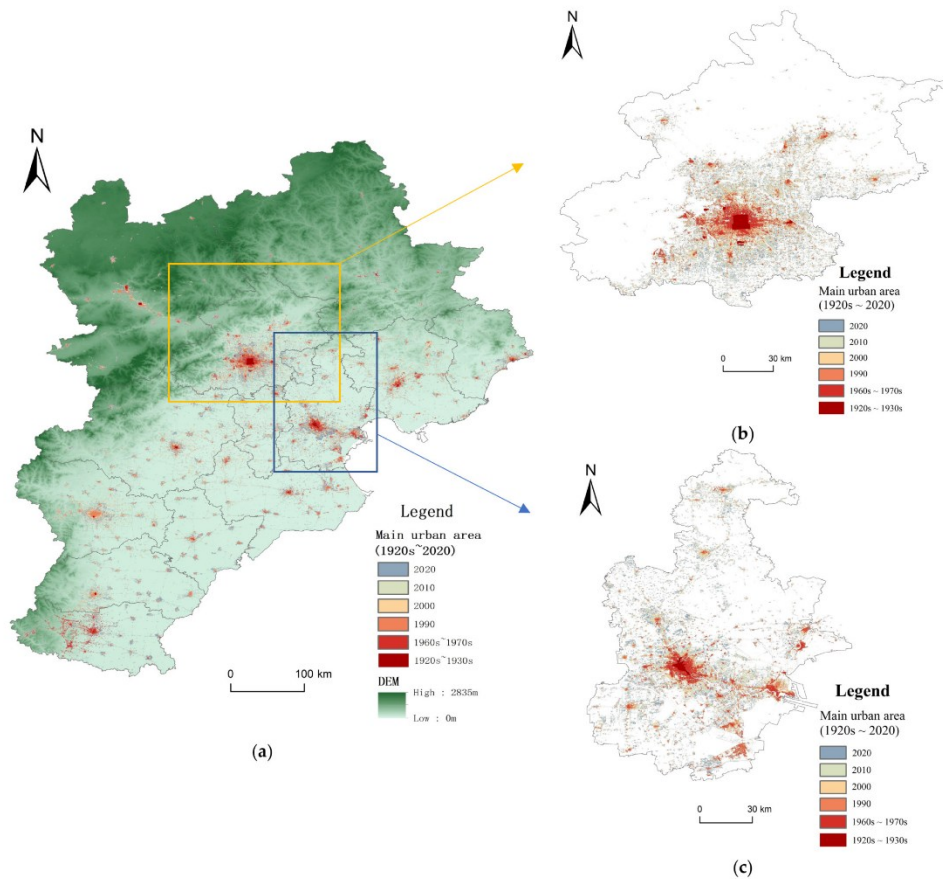 N
Legend
Main urban area
(1920s~2020)
2020
2010
2000
1990
1960s~1970s
1920s~1930s
DEM
High : 2835m
Low : 0m
0 100 km
(a)
N
Legend
Main urban area
(1920s ~ 2020)
2020
2010
2000
1990
1960s ~ 1970s
1920s ~ 1930s
0 30 km
(b)
N
Legend
Main urban area
(1920s ~ 2020)
2020
2010
2000
1990
1960s ~ 1970s
1920s ~ 1930s
0 30 km
(c)